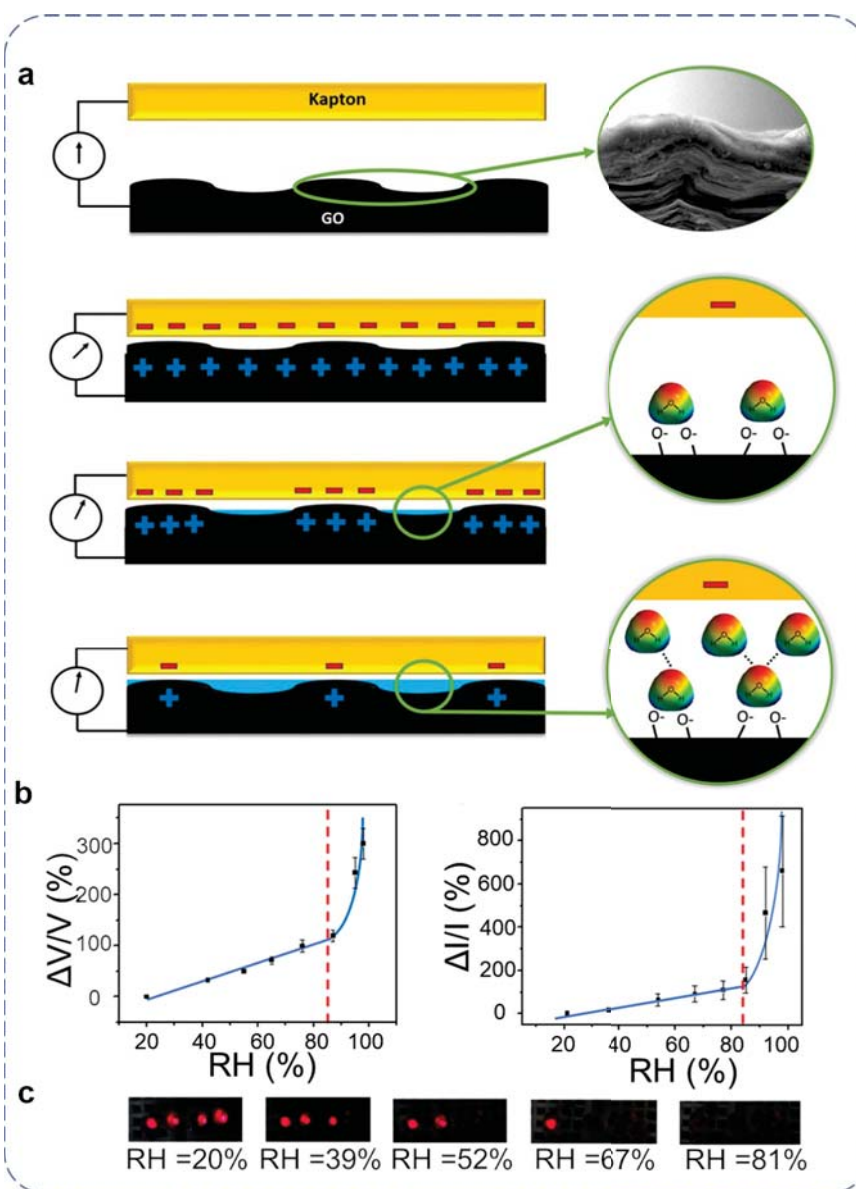 a
Kapton
GO
O- O- O- O-
O- O- O- O-
b
ΔV/V (%)
300
200
100
0
20 40 60 80 100
RH (%)
ΔI/I (%)
800
600
400
200
0
20 40 60 80 100
RH (%)
c
RH =20% RH =39% RH =52% RH =67% RH =81%